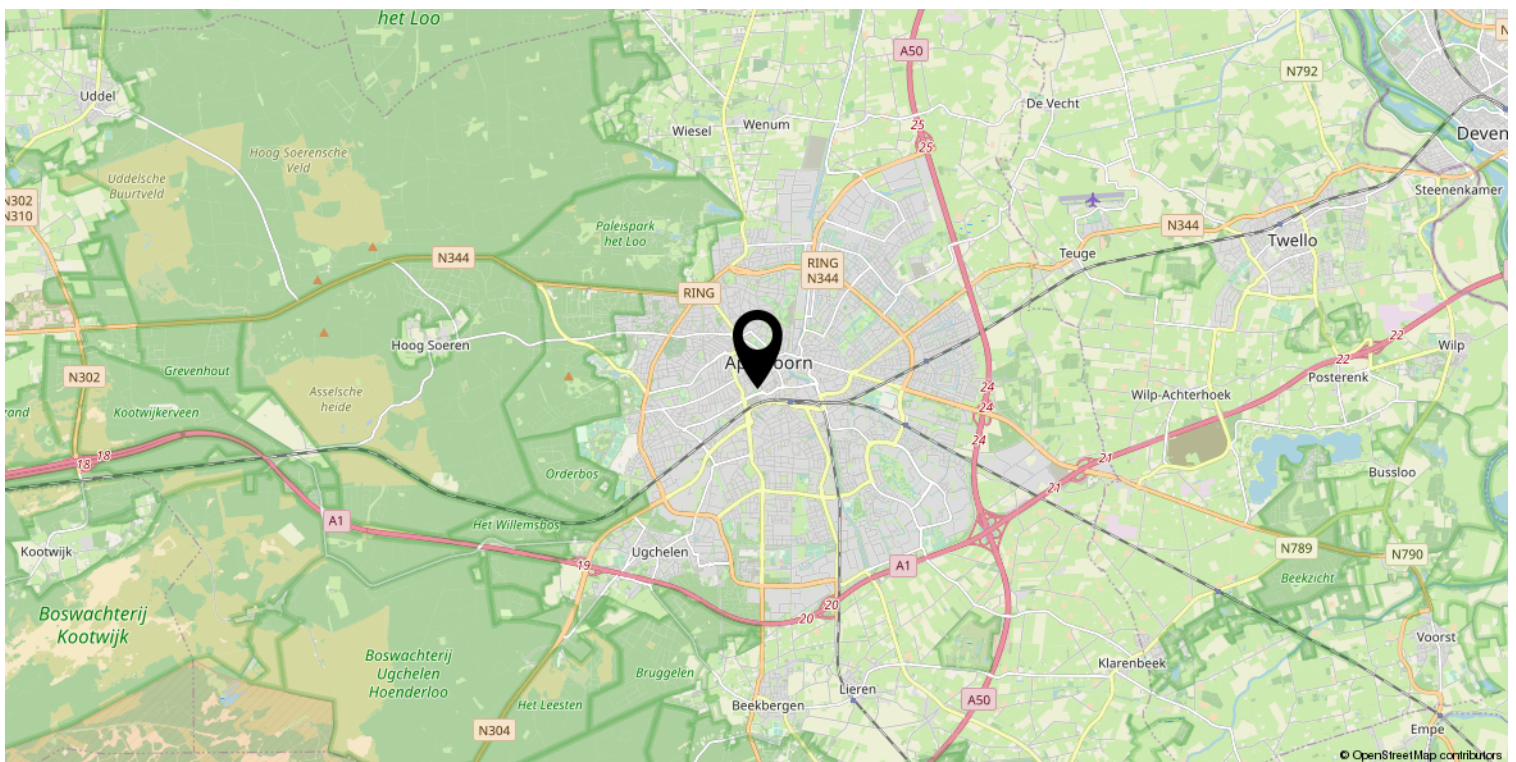 het Loo
A50
N792
Uddel
De Vecht
Wiesel
Wenum
25
25
Hoog Soerensche
Veld
Deven
Uddelsche
Buurtveld
Steenenkamer
N302
N310
Paleispark
het Loo
N344
Twello
Teuge
N344
RING
N344
RING
22
22
Hoog Soeren
Wilp
Ap
oorn
Grevenhout
N302
Posterenk
24
24
24
Asselsche
heide
Wilp-Achterhoek
zand
Kootwijkerveen
18
18
21
21
Orderbos
Bussloo
A1
Het Willemsbos
Kootwijk
Ugchelen
19
A1
N789
N790
Beekzicht
20
20
Boswachterij
Kootwijk
Voorst
Boswachterij
Ugchelen
Hoenderloo
Klarenbeek
Bruggelen
Lieren
Het Leesten
Beekbergen
A50
N304
Empe
© OpenStreetMap contributors